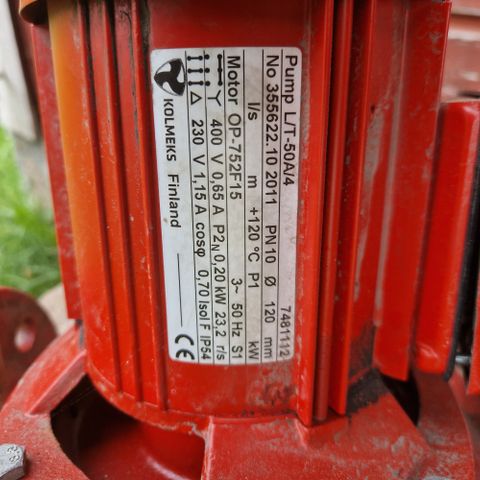 Pump L/T-50A/4 7481112
No 355622.10 2011 PN10 Ø 120 mm
l/s m +120 °C P1 kW
Motor OP-752F15 3~ 50 Hz S1
Y 400 V 0,65 A P2N 0,20 kW 23,2 r/s
Δ 230 V 1,15 A cosφ 0,70 Isol F IP54
KOLMEKS Finland CE